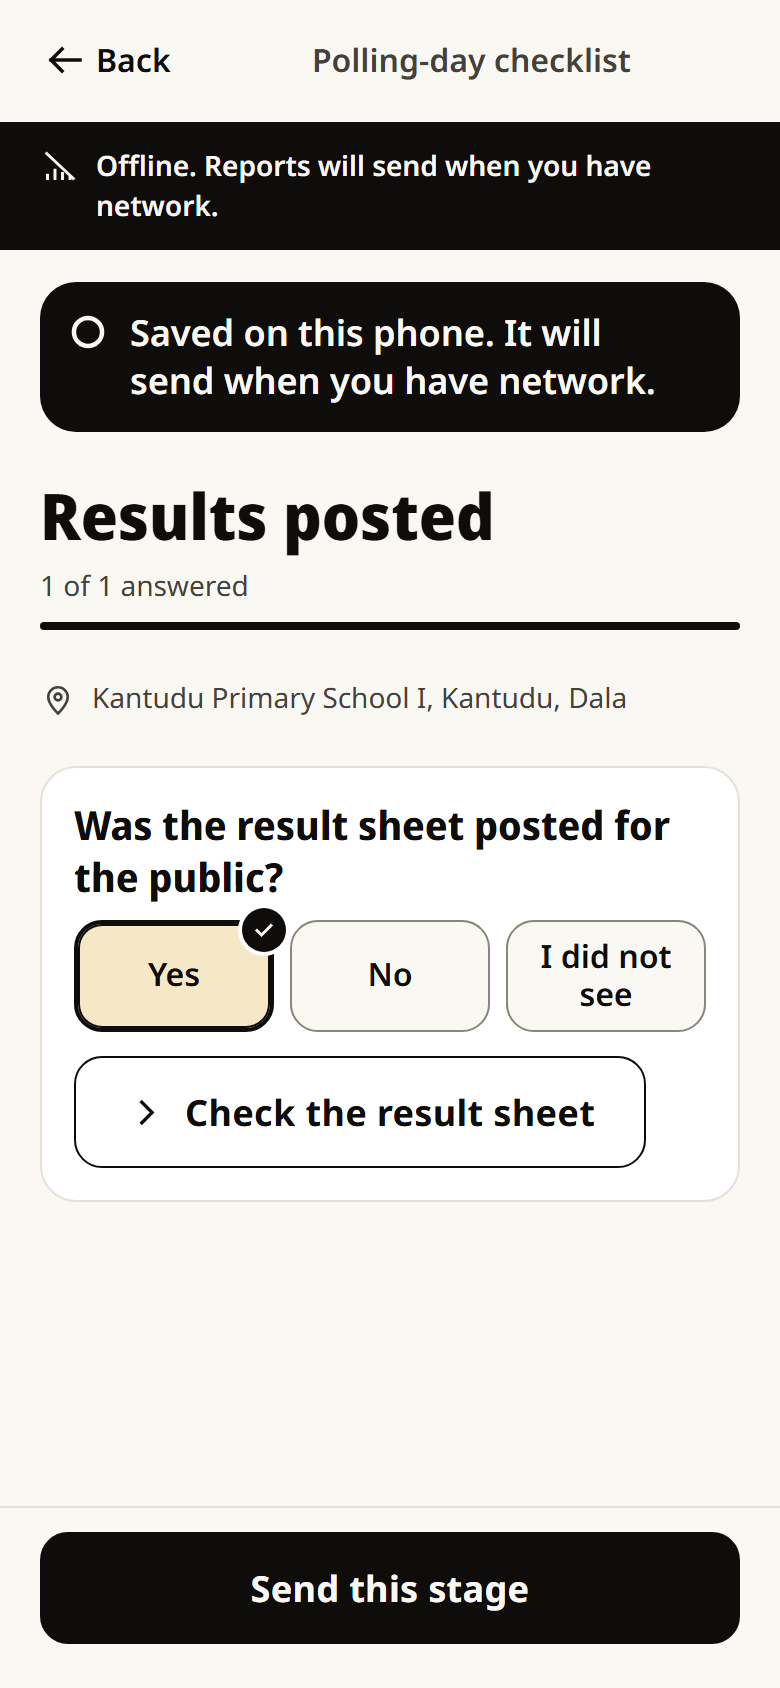 Back
Polling-day checklist
Offline. Reports will send when you have
network.
Saved on this phone. It will
send when you have network.
Results posted
1 of 1 answered
Kantudu Primary School I, Kantudu, Dala
Was the result sheet posted for
the public?
Yes
No
I did not
see
Check the result sheet
Send this stage